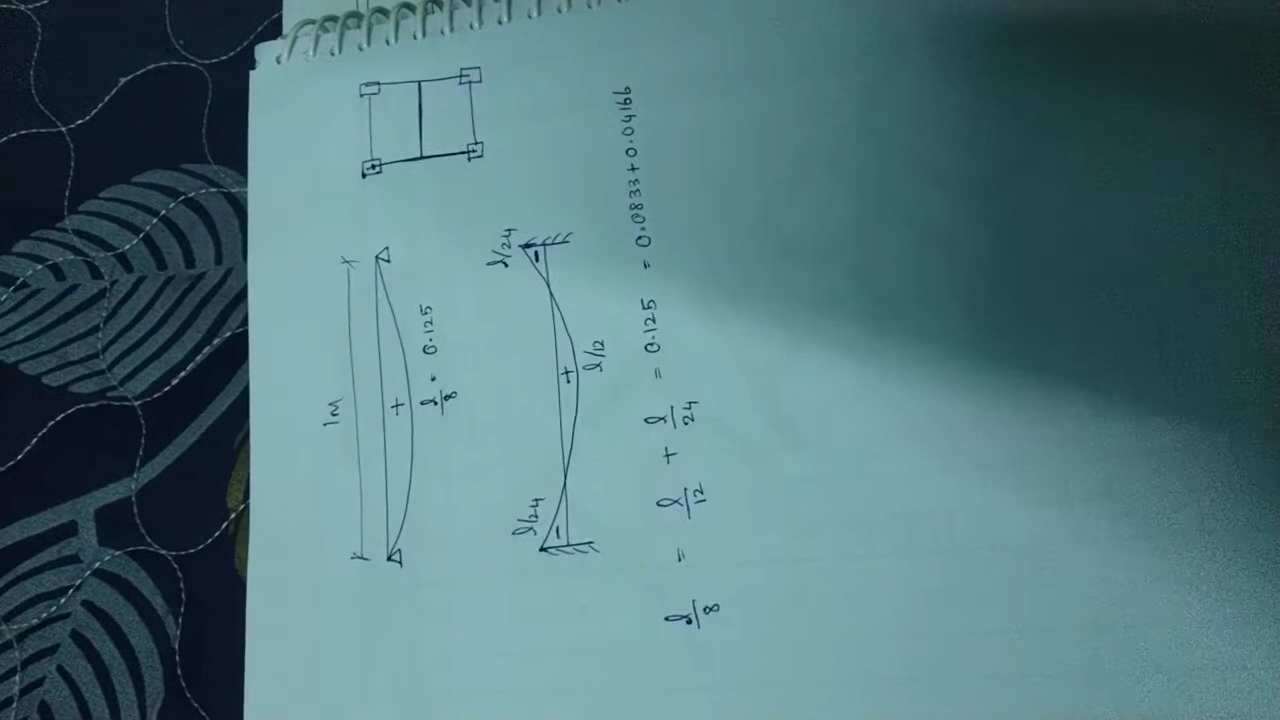 1M
+
l/8 = 0.125
l/24
l/24
-
-
+
l/12
l/8 = l/12 + l/24 = 0.125 = 0.0833+0.04166